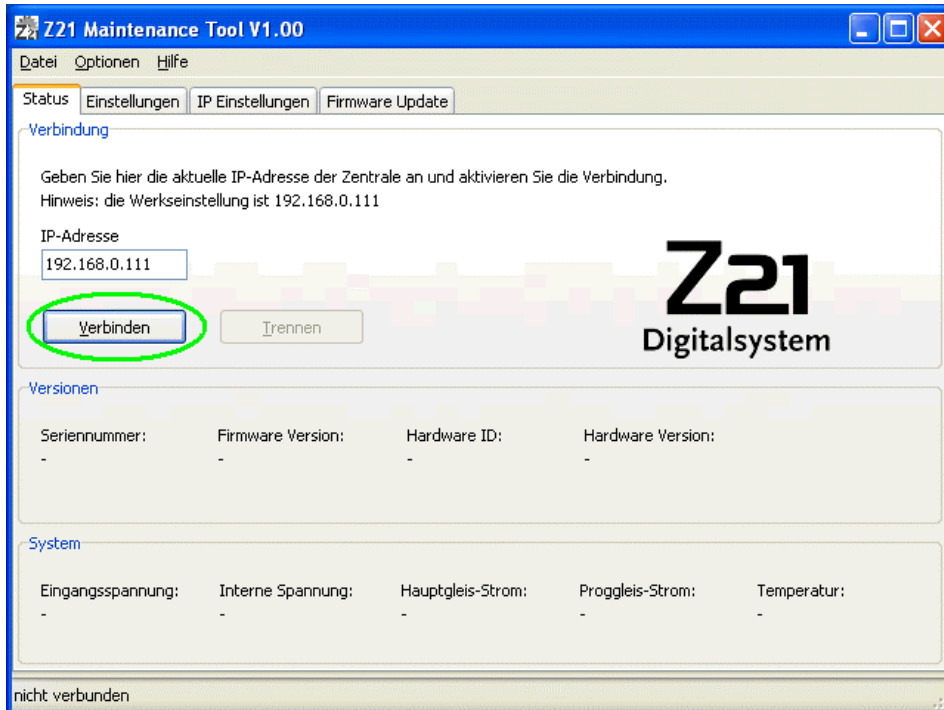 Z21 Maintenance Tool V1.00
Datei Optionen Hilfe
Status Einstellungen IP Einstellungen Firmware Update
Verbindung
Geben Sie hier die aktuelle IP-Adresse der Zentrale an und aktivieren Sie die Verbindung.
Hinweis: die Werkseinstellung ist 192.168.0.111
IP-Adresse
192.168.0.111
Verbinden Trennen
Z21
Digitalsystem
Versionen
Seriennummer: Firmware Version: Hardware ID: Hardware Version:
- - - -
System
Eingangsspannung: Interne Spannung: Hauptgleis-Strom: Proggleis-Strom: Temperatur:
- - - - -
nicht verbunden